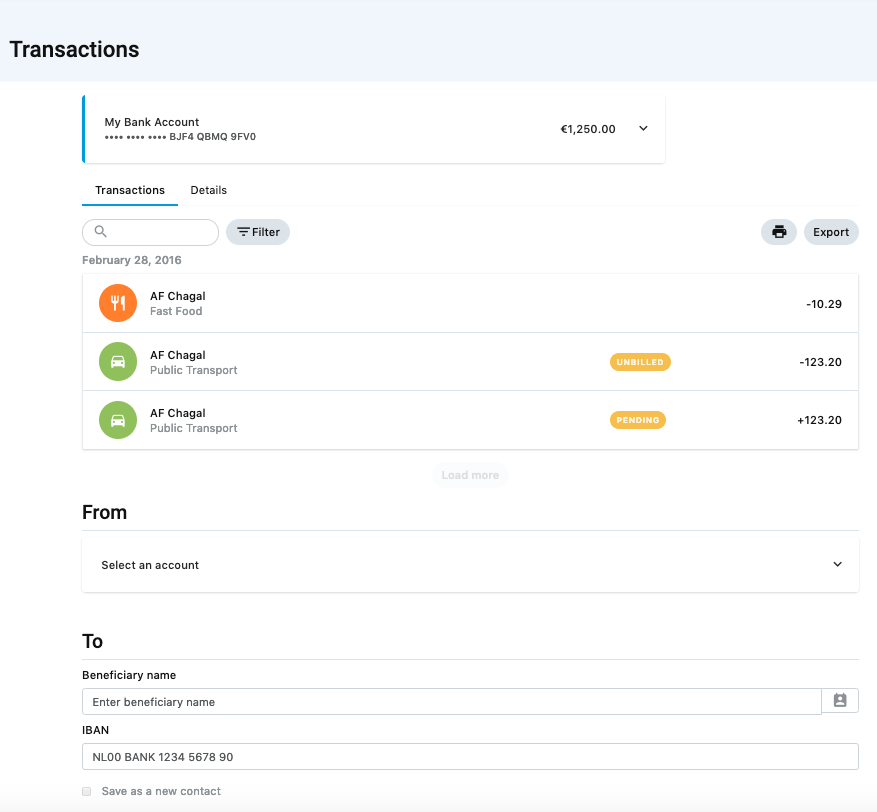 Transactions
My Bank Account
•••• •••• •••• BJF4 QBMQ 9FV0
€1,250.00
Transactions Details
Filter
Export
February 28, 2016
AF Chagal
Fast Food
-10.29
AF Chagal
Public Transport
UNBILLED
-123.20
AF Chagal
Public Transport
PENDING
+123.20
Load more
From
Select an account
To
Beneficiary name
Enter beneficiary name
IBAN
NL00 BANK 1234 5678 90
Save as a new contact